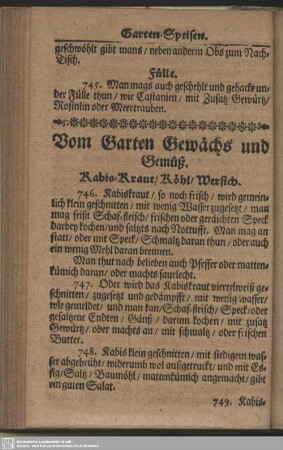 Garten-Speisen.
geschwöhlt gibt mans / neben anderm Obs zum Nach-
Tisch.
Fülle.
745. Man mags auch geschehlt und gehackt un-
der Fülle thun / wie Castanien / mit Zusatz Gewürtz /
Rosinlin oder Meertrauben.
Vom Garten Gewächs und
Gemüß.
Kabis-Kraut / Köhl / Wersich.
746. Kabiskraut / so noch frisch / wird gemein-
lich klein geschnitten / mit wenig Wasser zugesetzt / man
mag feißt Schaf-fleisch / frischen oder geräichten Speck
darbey kochen / und saltzts nach Notturfft. Man mag an
statt / oder mit Speck / Schmaltz daran thun / oder auch
ein wenig Mehl daran brennen.
Man thut nach belieben auch Pfeffer oder matten-
kümich daran / oder machts saurlecht.
747. Oder wird das Kabiskraut viertelweiß ge-
schnitten / zugesetzt und gedämpfft / mit wenig wasser /
wie gemeldet / und man kan / Schaf-fleisch / Speck / oder
gesaltzene Endten / Gänß / darinn kochen / mit zusatz
Gewürtz / oder machts an / mit schmaltz / oder frischen
Butter.
748. Kabis klein geschnitten / mit siedigem was-
ser abgebrüht / widerumb wol außgetruckt / und mit Es-
sig / Saltz / Baumöhl / mattenkümich angemacht / gibt
ein guten Salat.
749. Kabis-